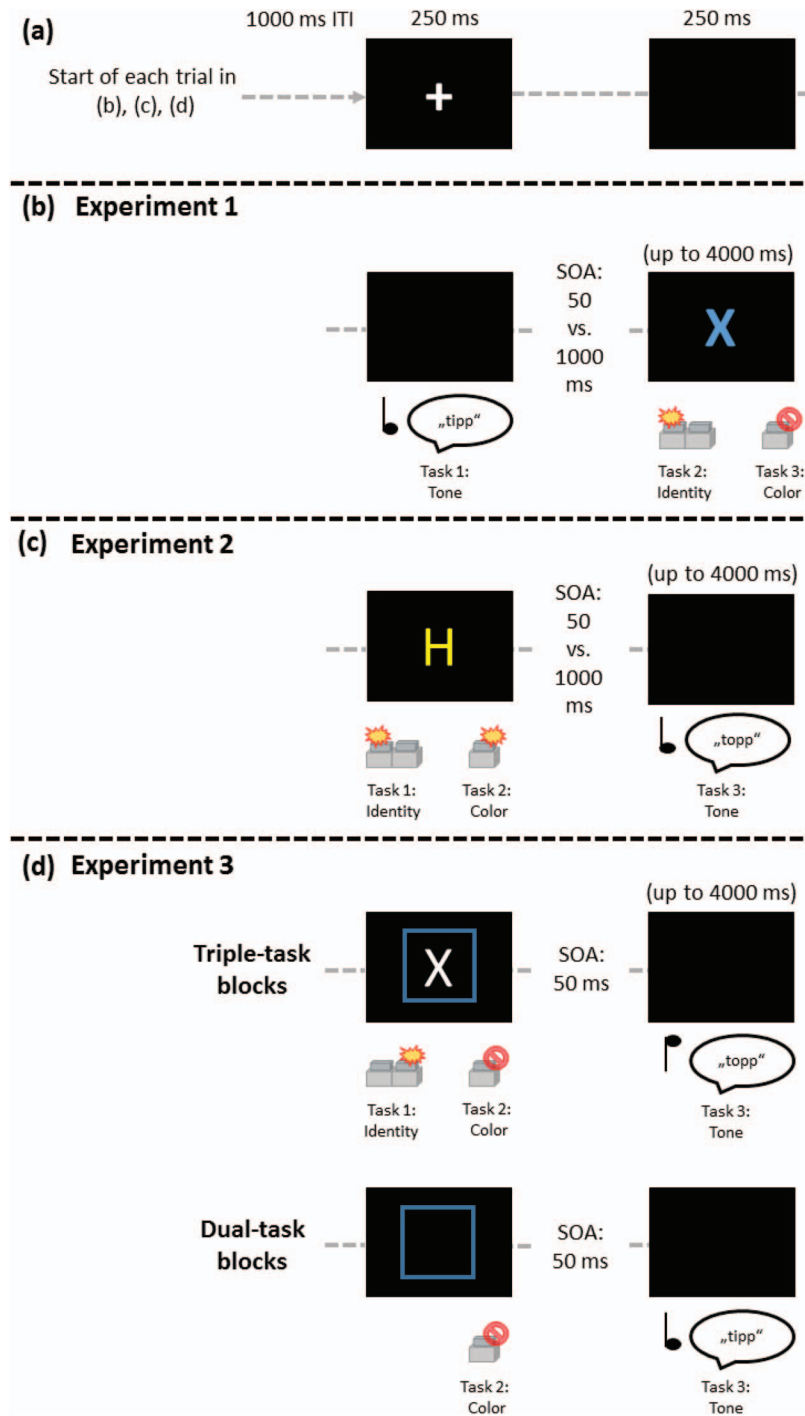 (a)
1000 ms ITI
250 ms
250 ms
Start of each trial in
(b), (c), (d)
+
(b) Experiment 1
(up to 4000 ms)
SOA:
50
vs.
1000
ms
X
„tipp“
Task 1:
Tone
Task 2:
Identity
Task 3:
Color
(c) Experiment 2
(up to 4000 ms)
SOA:
50
vs.
1000
ms
H
„topp“
Task 1:
Identity
Task 2:
Color
Task 3:
Tone
(d) Experiment 3
(up to 4000 ms)
Triple-task
blocks
X
SOA:
50 ms
„topp“
Task 1:
Identity
Task 2:
Color
Task 3:
Tone
Dual-task
blocks
SOA:
50 ms
„tipp“
Task 2:
Color
Task 3:
Tone